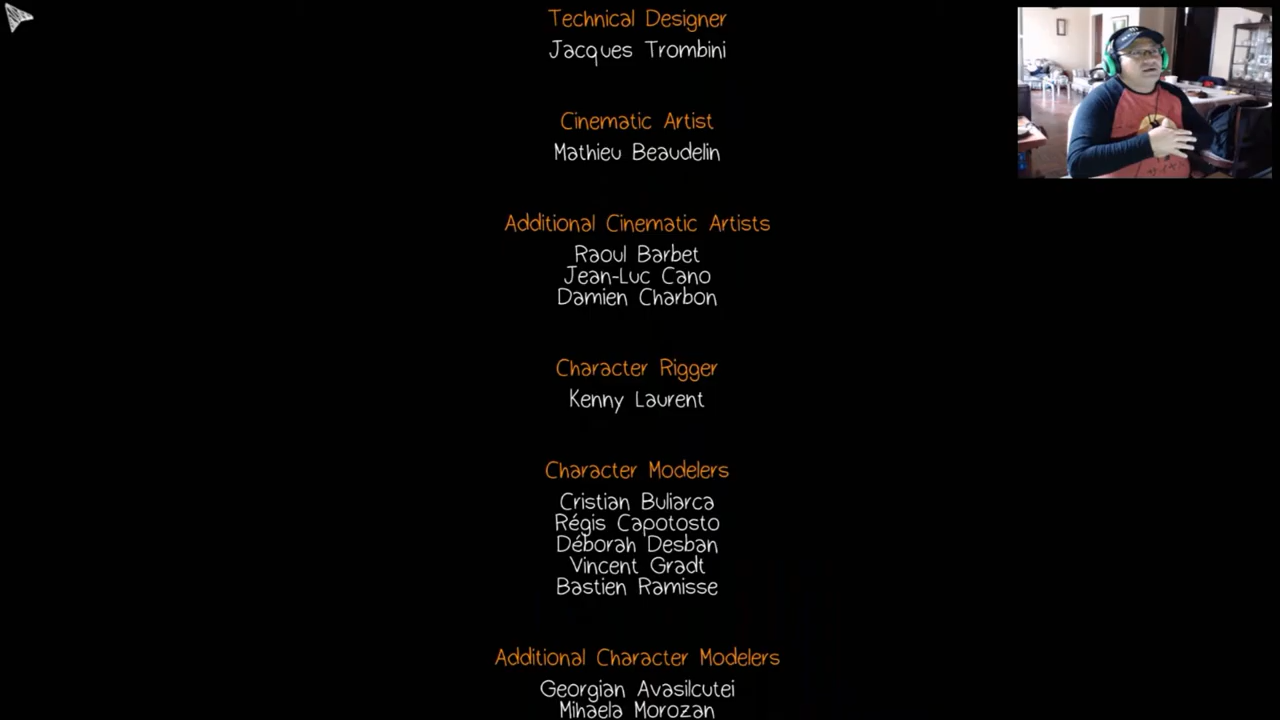 Technical Designer
Jacques Trombini
Cinematic Artist
Mathieu Beaudelin
Additional Cinematic Artists
Raoul Barbet
Jean-Luc Cano
Damien Charbon
Character Rigger
Kenny Laurent
Character Modelers
Cristian Buliarca
Régis Capotosto
Déborah Desban
Vincent Gradt
Bastien Ramisse
Additional Character Modelers
Georgian Avasilcutei
Mihaela Morozan